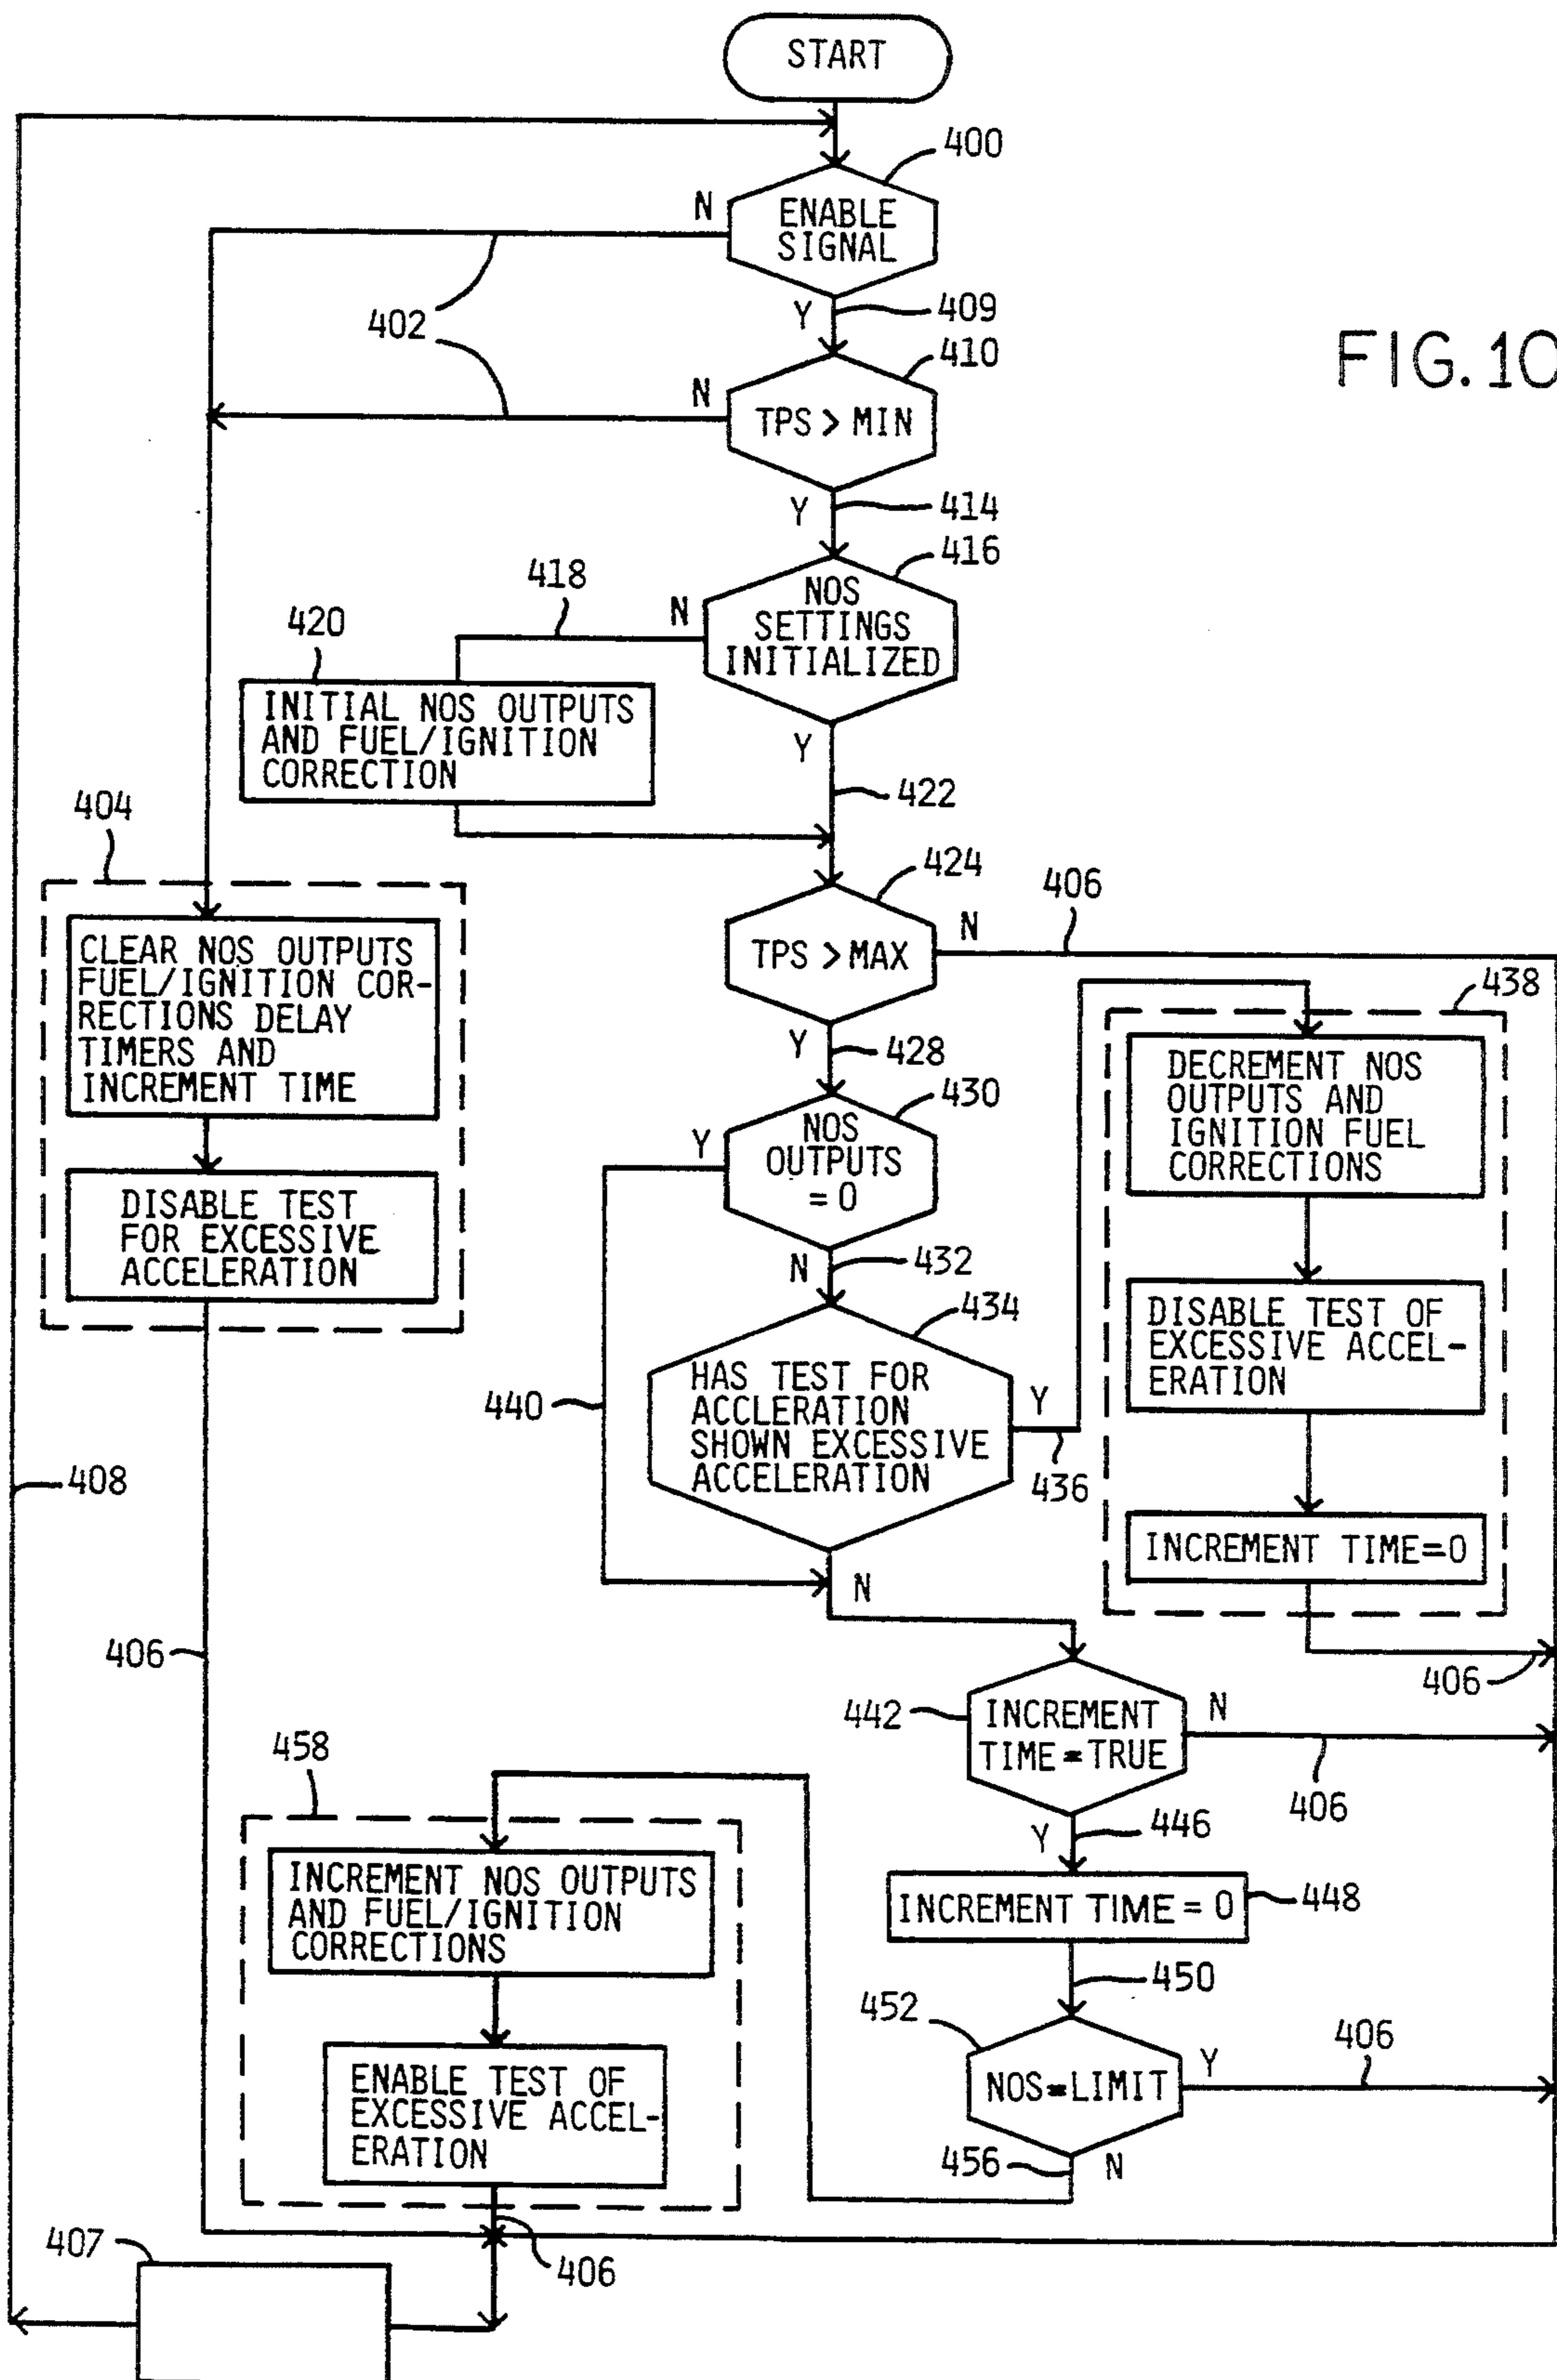 START
400
N
ENABLE
SIGNAL
402
Y
409
FIG. 10
410
N
TPS > MIN
Y
414
416
418
N
NOS
SETTINGS
INITIALIZED
420
INITIAL NOS OUTPUTS
AND FUEL/IGNITION
CORRECTION
Y
422
404
424
406
N
TPS > MAX
CLEAR NOS OUTPUTS
FUEL/IGNITION COR-
RECTIONS DELAY
TIMERS AND
INCREMENT TIME
438
Y
428
DECREMENT NOS
OUTPUTS AND
IGNITION FUEL
CORRECTIONS
430
Y
NOS
OUTPUTS
= 0
DISABLE TEST
FOR EXCESSIVE
ACCELERATION
N
432
434
DISABLE TEST OF
EXCESSIVE ACCEL-
ERATION
440
HAS TEST FOR
ACCLERATION
SHOWN EXCESSIVE
ACCELERATION
Y
436
408
INCREMENT TIME=0
N
406
406
442
INCREMENT
TIME=TRUE
N
406
458
Y
446
INCREMENT NOS OUTPUTS
AND FUEL/IGNITION
CORRECTIONS
INCREMENT TIME = 0
448
450
452
406
NOS=LIMIT
Y
ENABLE TEST OF
EXCESSIVE ACCEL-
ERATION
456
N
407
406